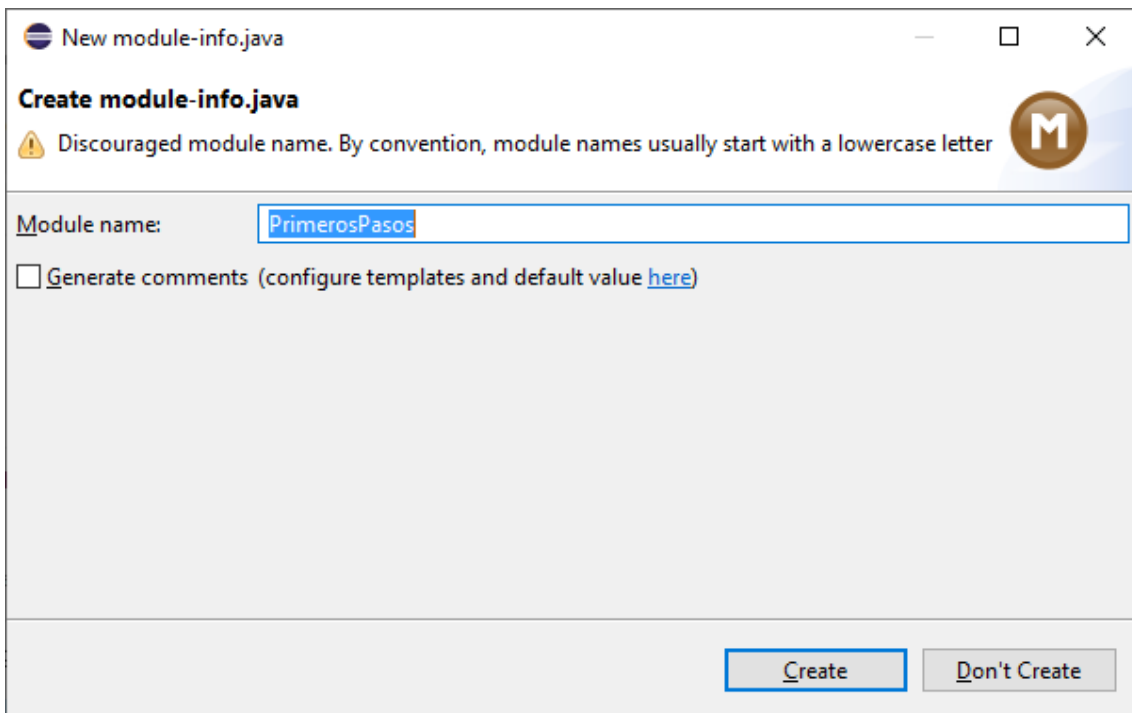 New module-info.java
Create module-info.java
Discouraged module name. By convention, module names usually start with a lowercase letter
M
Module name: PrimerosPasos
Generate comments (configure templates and default value here)
Create Don't Create